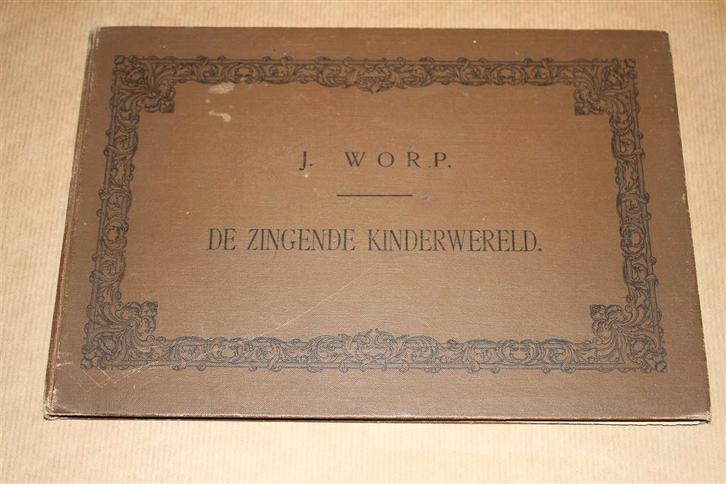 J. WORP.
DE ZINGENDE KINDERWERELD.